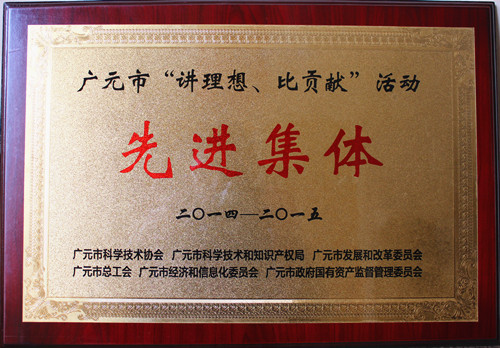 广元市“讲理想、比贡献”活动
先进集体
二〇一四—二〇一五
广元市科学技术协会 广元市科学技术和知识产权局 广元市发展和改革委员会
广元市总工会 广元市经济和信息化委员会 广元市政府国有资产监督管理委员会